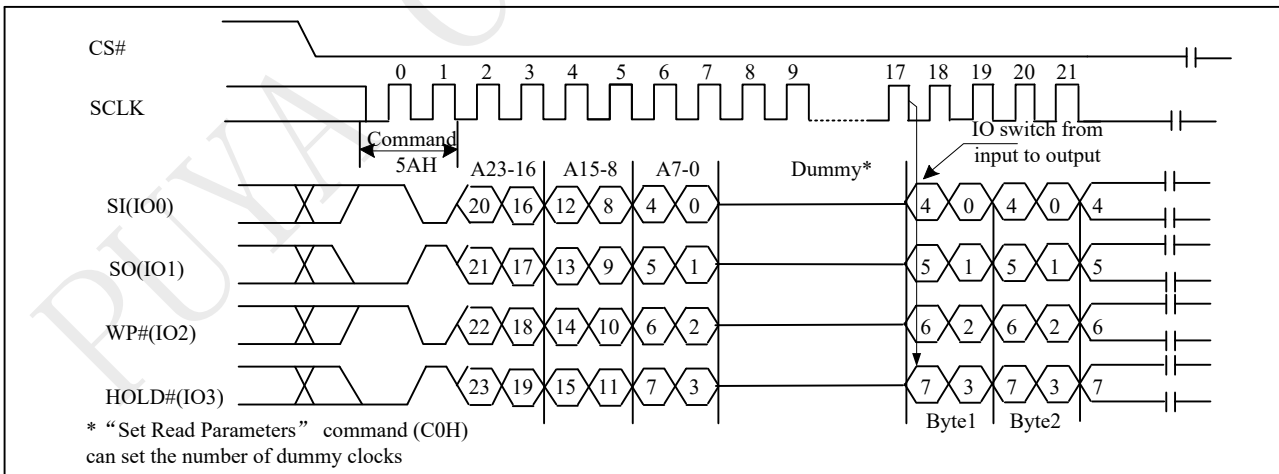 PUYA
CS#
0 1 2 3 4 5 6 7 8 9 17 18 19 20 21
SCLK
Command
5AH
IO switch from
input to output
A23-16 A15-8 A7-0 Dummy*
SI(IO0) 20 16 12 8 4 0 4 0 4 0 4
SO(IO1) 21 17 13 9 5 1 5 1 5 1 5
WP#(IO2) 22 18 14 10 6 2 6 2 6 2 6
HOLD#(IO3) 23 19 15 11 7 3 7 3 7 3 7
Byte1 Byte2
* “Set Read Parameters” command (C0H)
can set the number of dummy clocks